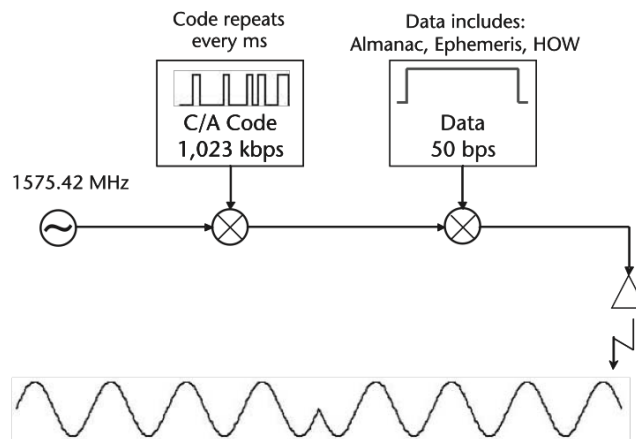 Code repeats
every ms
Data includes:
Almanac, Ephemeris, HOW
C/A Code
1,023 kbps
Data
50 bps
1575.42 MHz